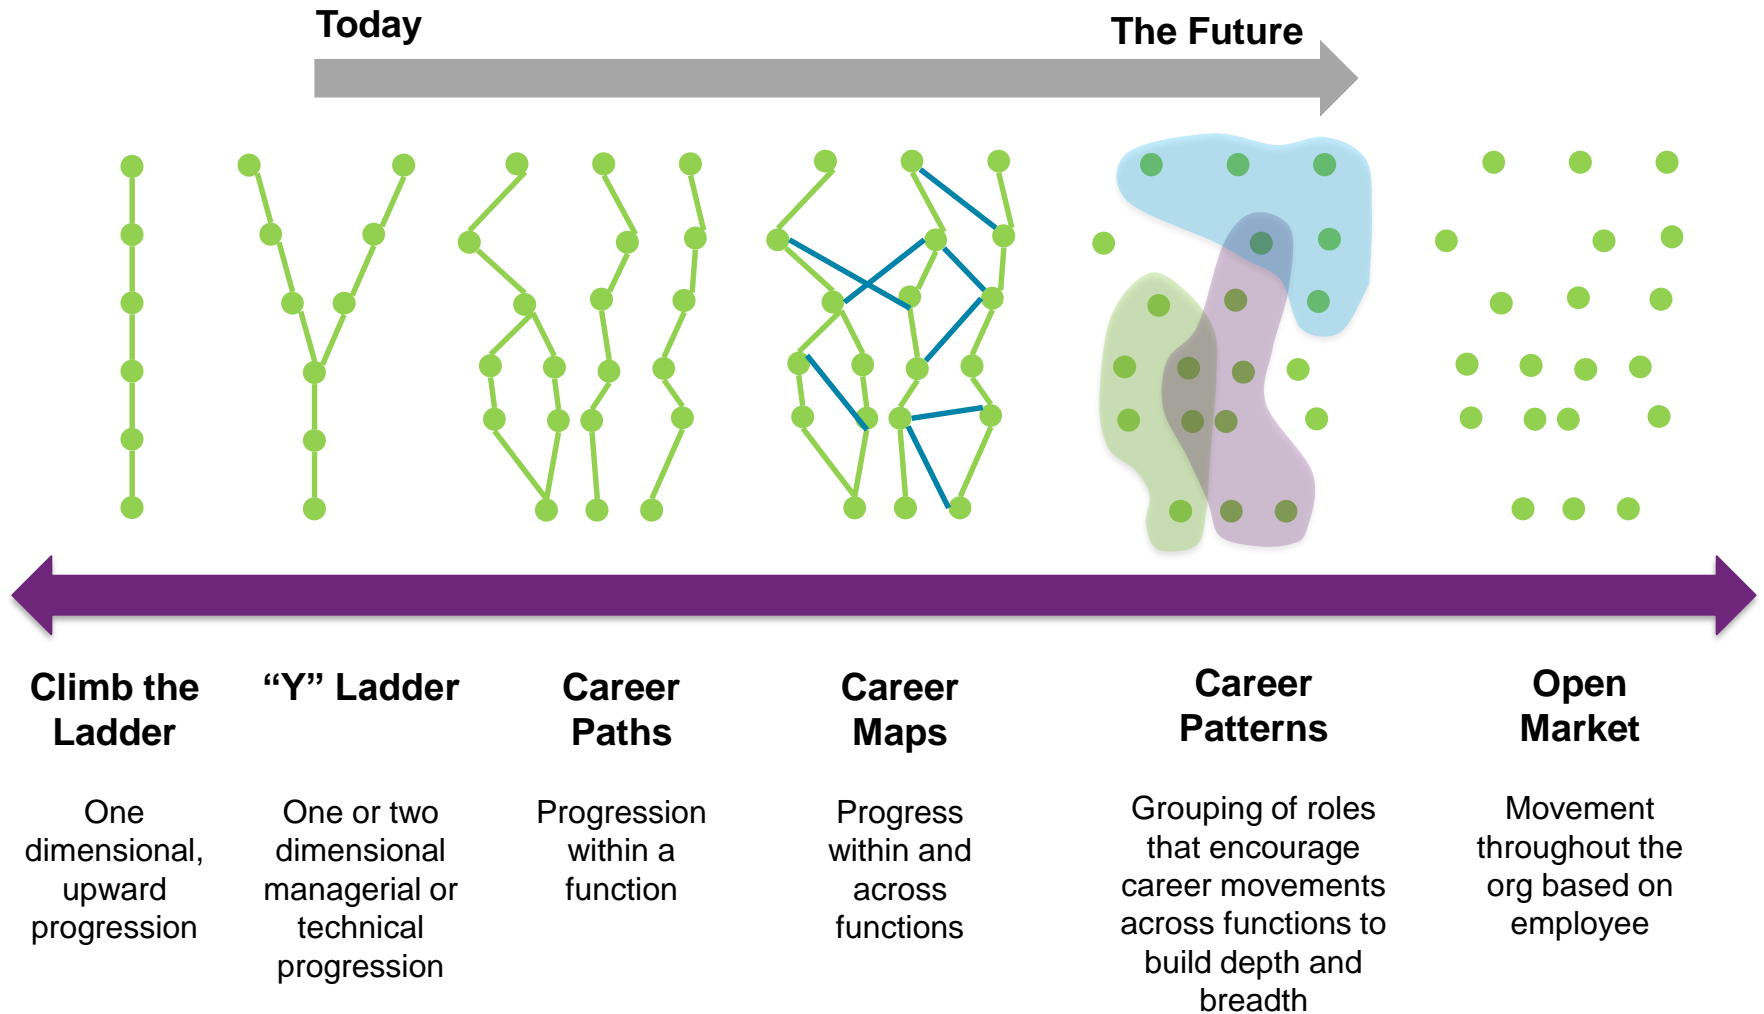 Today
The Future
Climb the
Ladder
“Y” Ladder
Career
Paths
Career
Maps
Career
Patterns
Open
Market
One
dimensional,
upward
progression
One or two
dimensional
managerial or
technical
progression
Progression
within a
function
Progress
within and
across
functions
Grouping of roles
that encourage
career movements
across functions to
build depth and
breadth
Movement
throughout the
org based on
employee